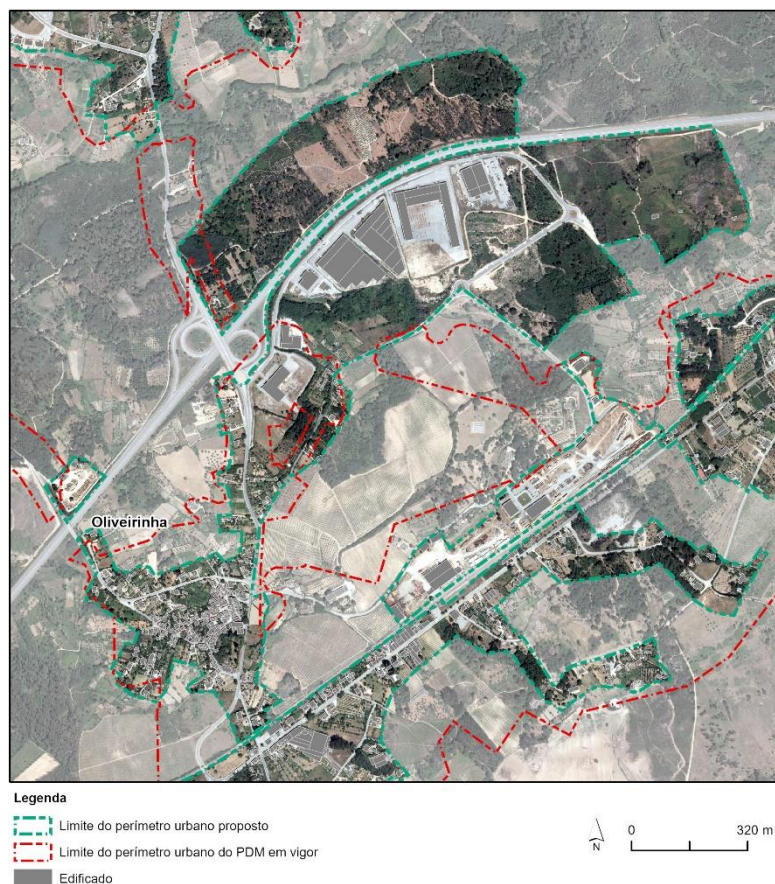 Oliveirinha
Legenda
Limite do perímetro urbano proposto
Limite do perímetro urbano do PDM em vigor
Edificado
N
0 320 m